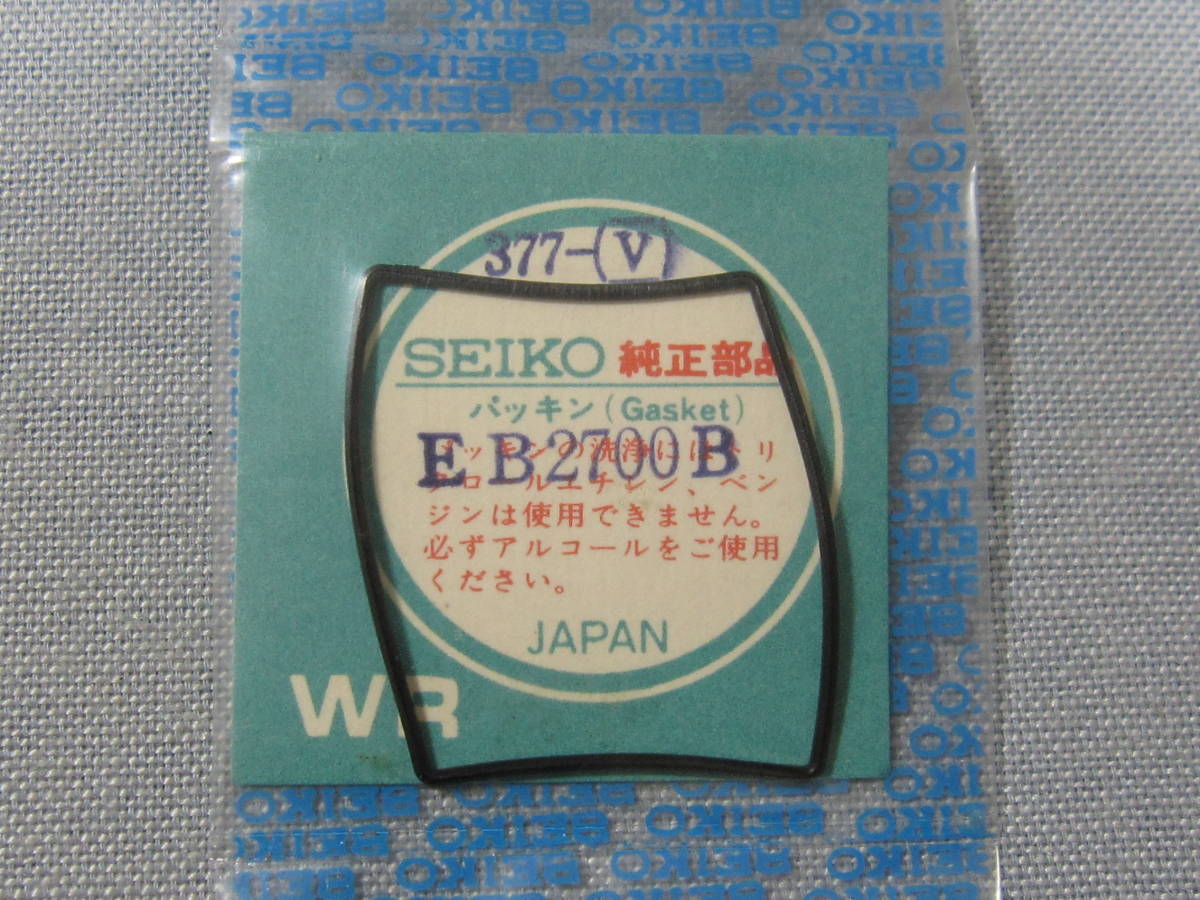 377-(V)
SEIKO 純正部品
パッキン(Gasket)
EB2700B
パッキンの洗浄にはトリ
クロールエチレン、ベン
ジンは使用できません。
必ずアルコールをご使用
ください。
JAPAN
WR